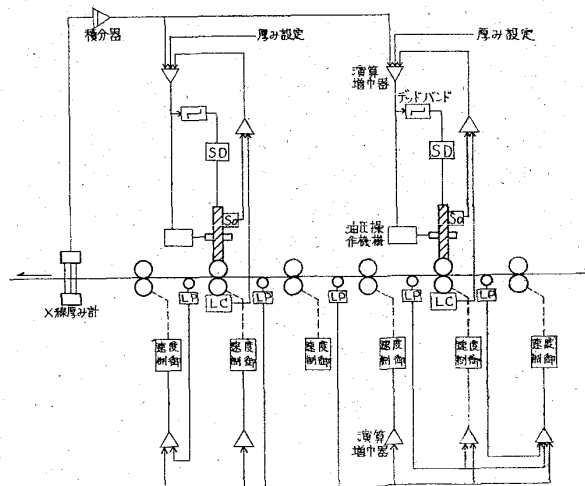 積分器
厚み設定
厚み設定
演算
増巾器
デッドバンド
SD
SD
Sd
Sd
油圧操
作機構
X線厚み計
LP
LC
LP
LP
LP
LC
LP
速度
制御
速度
制御
速度
制御
速度
制御
速度
制御
速度
制御
演算
増巾器